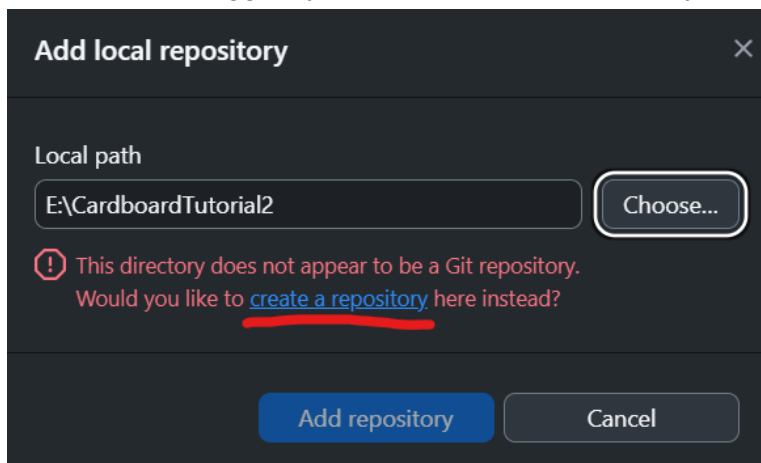 Add local repository
Local path
E:\CardboardTutorial2
Choose...
This directory does not appear to be a Git repository.
Would you like to create a repository here instead?
Add repository
Cancel